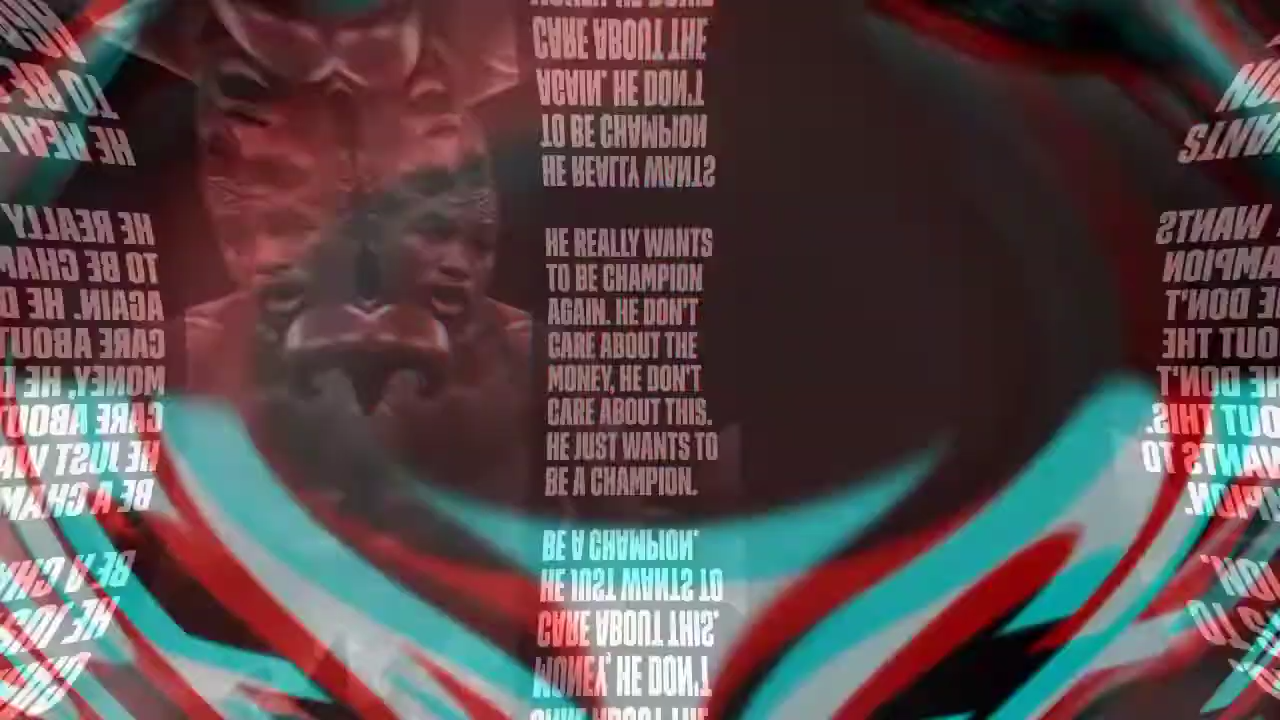 HE REALLY WANTS
TO BE CHAMPION
AGAIN. HE DON'T
CARE ABOUT THE
MONEY, HE DON'T
CARE ABOUT THIS.
HE JUST WANTS TO
BE A CHAMPION.